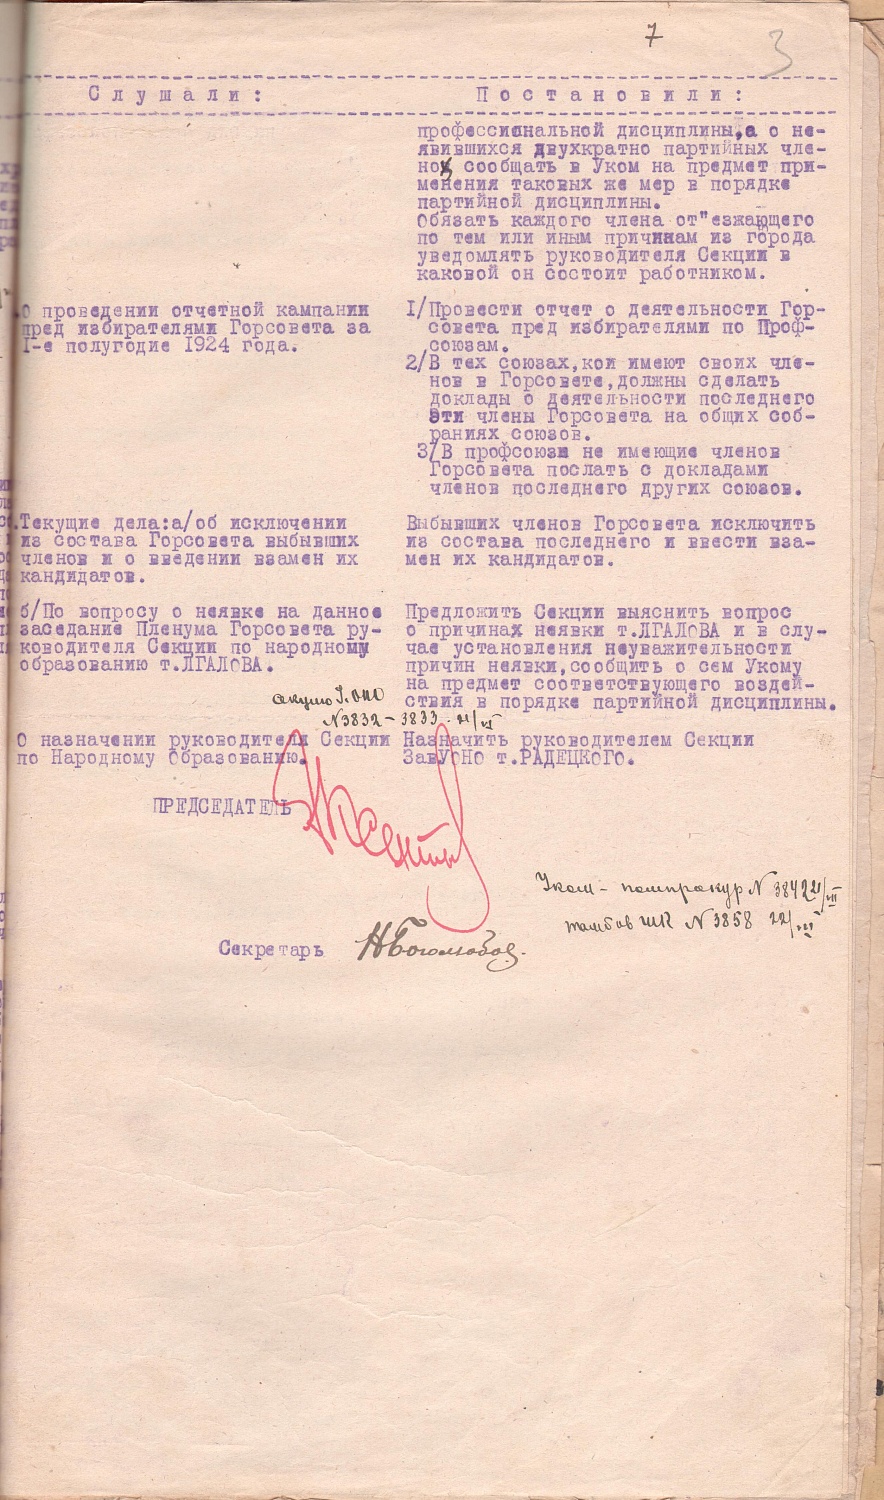 7
3
Слушали:
Постановили:
профессиональной дисциплины,а о не-
явившихся двухкратно партийных чле-
нов сообщать в Уком на предмет при-
менения таковых же мер в порядке
партийной дисциплины.
Обязать каждого члена от"езжающего
по тем или иным причинам из города
уведомлять руководителя Секции в
каковой он состоит работником.
О проведении отчетной кампании
пред избирателями Горсовета за
I-е полугодие 1924 года.
1/Провести отчет о деятельности Гор-
совета пред избирателями по Проф-
союзам.
2/В тех союзах,кои имеют своих чле-
нов в Горсовете,должны сделать
доклады о деятельности последнего
эти члены Горсовета на общих соб-
раниях союзов.
3/В профсоюзы не имеющие членов
Горсовета послать с докладами
членов последнего других союзов.
.Текущие дела:а/об исключении
из состава Горсовета выбывших
членов и о введении взамен их
кандидатов.
Выбывших членов Горсовета исключить
из состава последнего и ввести вза-
мен их кандидатов.
б/По вопросу о неявке на данное
заседание Пленума Горсовета ру-
ководителя Секции по народному
образованию т.ЛГАЛОВА.
Предложить Секции выяснить вопрос
о причинах неявки т.ЛГАЛОВА и в слу-
чае установления неуважительности
причин неявки,сообщить о сем Укому
на предмет соответствующего воздей-
ствия в порядке партийной дисциплины.
N3832-3833
О назначении руководителя Секции
по Народному Образованию.
Назначить руководителем Секции
ЗавУОНО т.РАДЕЦКОГО.
ПРЕДСЕДАТЕЛЬ
Уком - помпрокур N 3842
N 3858 22/VII
Секретарь Н Боголюбов.